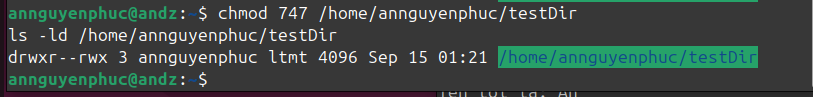 annguyenphuc@andz:~$ chmod 747 /home/annguyenphuc/testDir
ls -ld /home/annguyenphuc/testDir
drwxr--rwx 3 annguyenphuc ltmt 4096 Sep 15 01:21 /home/annguyenphuc/testDir
annguyenphuc@andz:~$